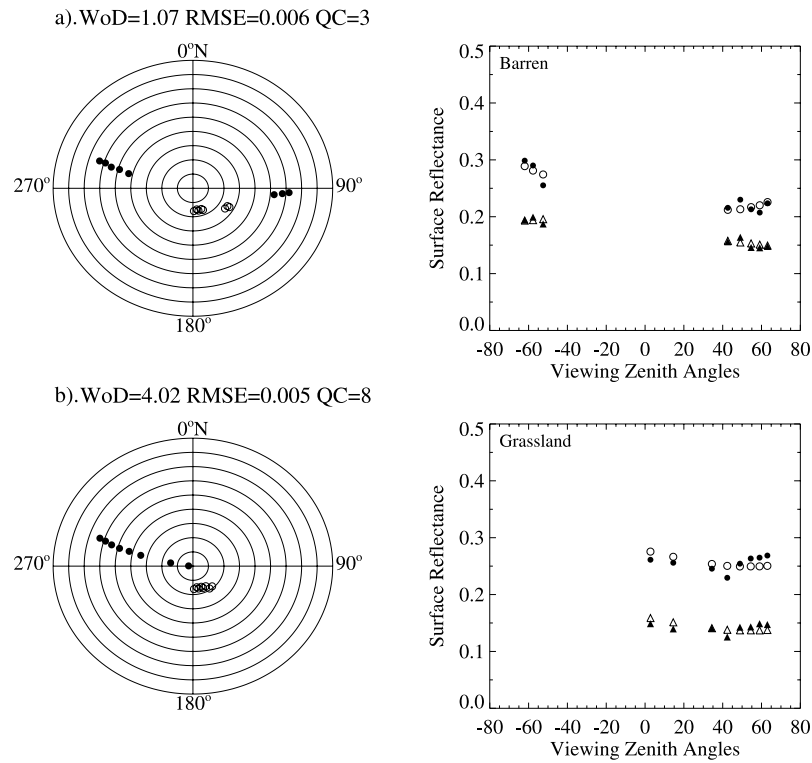 a).WoD=1.07 RMSE=0.006 QC=3
0°N
270°
90°
180°
Barren
Surface Reflectance
0.5
0.4
0.3
0.2
0.1
0.0
-80 -60 -40 -20 0 20 40 60 80
Viewing Zenith Angles
b).WoD=4.02 RMSE=0.005 QC=8
0°N
270°
90°
180°
Grassland
Surface Reflectance
0.5
0.4
0.3
0.2
0.1
0.0
-80 -60 -40 -20 0 20 40 60 80
Viewing Zenith Angles